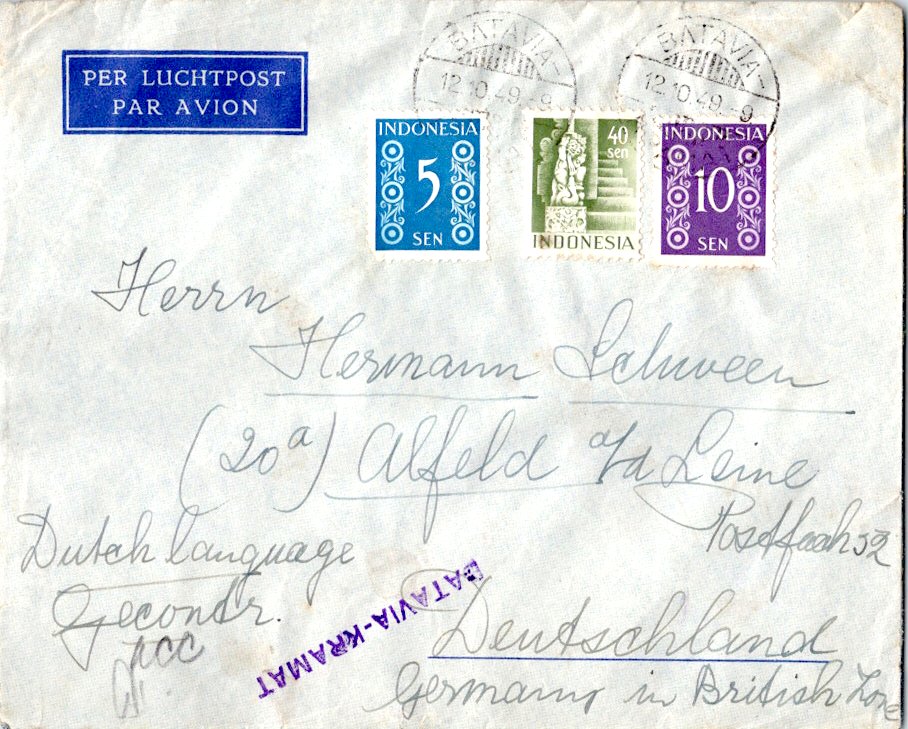 PER LUCHTPOST
PAR AVION
BATAVIA
12.10.49.-9
BATAVIA
12.10.49.-9
INDONESIA
5
SEN
40
sen
INDONESIA
INDONESIA
10
SEN
Herrn
Hermann Schween
(20a) Alfeld a/d Leine
Postfach 52
Dutch language
Gecontr.
BATAVIA-KRAMAT
Deutschland
Germany in British Zone